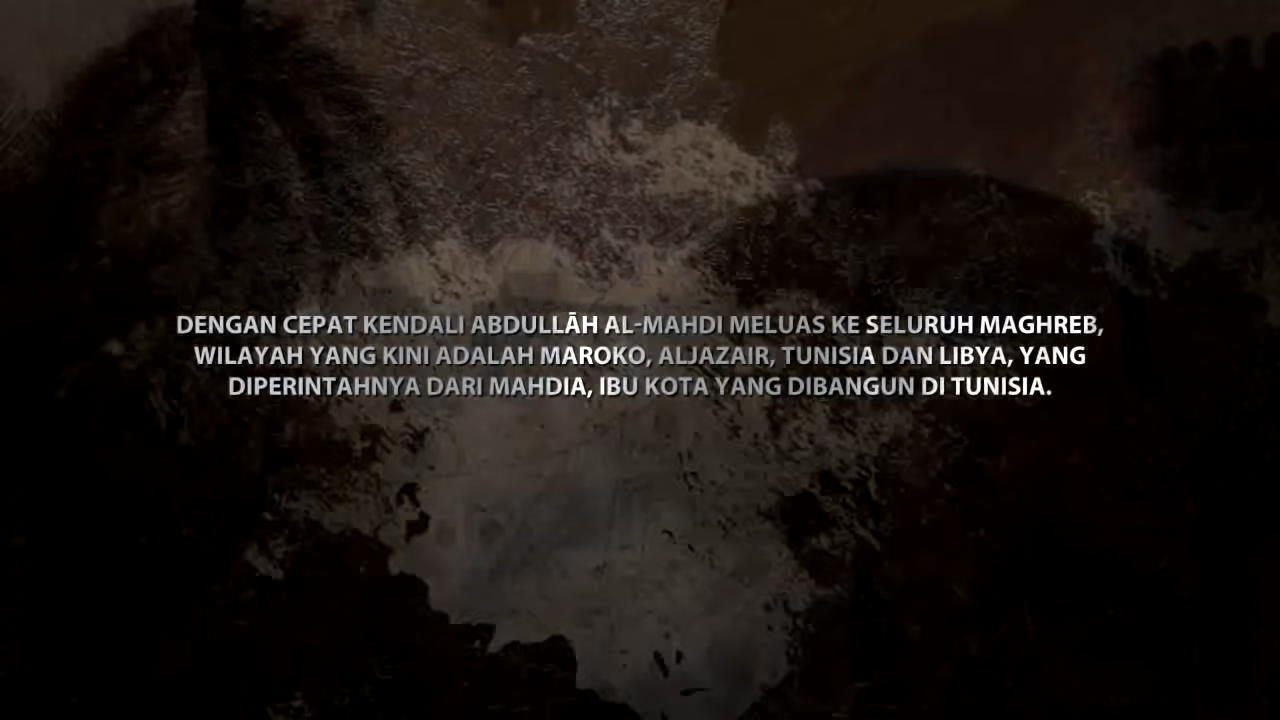 DENGAN CEPAT KENDALI ABDULLĀH AL-MAHDI MELUAS KE SELURUH MAGHREB,
WILAYAH YANG KINI ADALAH MAROKO, ALJAZAIR, TUNISIA DAN LIBYA, YANG
DIPERINTAHNYA DARI MAHDIA, IBU KOTA YANG DIBANGUN DI TUNISIA.